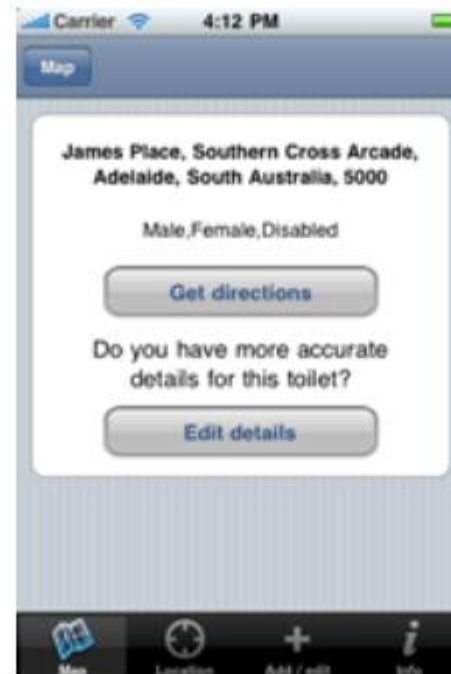 Carrier 4:12 PM
Map
James Place, Southern Cross Arcade,
Adelaide, South Australia, 5000
Male,Female,Disabled
Get directions
Do you have more accurate
details for this toilet?
Edit details
Map Location Add / edit Info